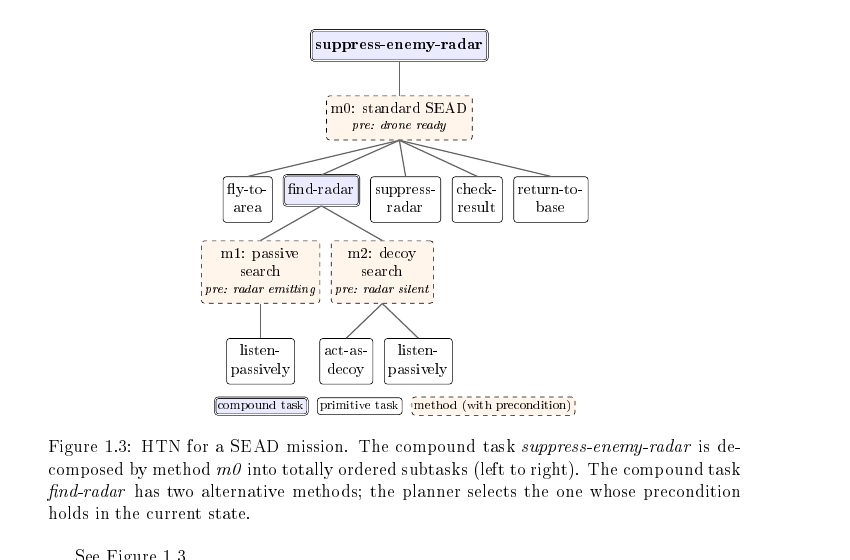 suppress-enemy-radar
m0: standard SEAD
pre: drone ready
fly-to-
area
find-radar
suppress-
radar
check-
result
return-to-
base
m1: passive
search
pre: radar emitting
m2: decoy
search
pre: radar silent
listen-
passively
act-as-
decoy
listen-
passively
compound task
primitive task
method (with precondition)
Figure 1.3: HTN for a SEAD mission. The compound task suppress-enemy-radar is de-
composed by method m0 into totally ordered subtasks (left to right). The compound task
find-radar has two alternative methods; the planner selects the one whose precondition
holds in the current state.
See Figure 1.3